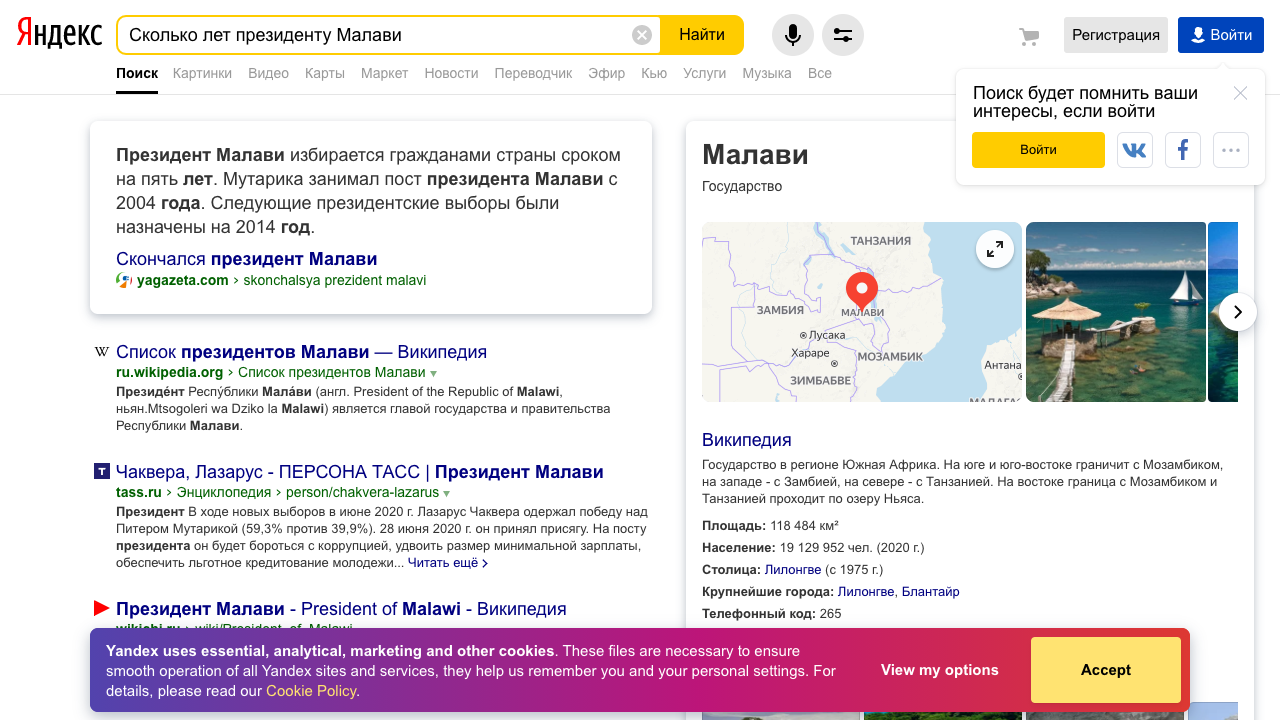 Яндекс
Сколько лет президенту Малави
Найти
Регистрация
Войти
Поиск Картинки Видео Карты Маркет Новости Переводчик Эфир Кью Услуги Музыка Все
Поиск будет помнить ваши
интересы, если войти
Войти
Президент Малави избирается гражданами страны сроком
на пять лет. Мутарика занимал пост президента Малави с
2004 года. Следующие президентские выборы были
назначены на 2014 год.
Скончался президент Малави
yagazeta.com › skonchalsya prezident malavi
Список президентов Малави — Википедия
ru.wikipedia.org › Список президентов Малави
Президе́нт Респу́блики Мала́ви (англ. President of the Republic of Malawi,
ньян.Mtsogoleri wa Dziko la Malawi) является главой государства и правительства
Республики Малави.
Чаквера, Лазарус - ПЕРСОНА ТАСС | Президент Малави
tass.ru › Энциклопедия › person/chakvera-lazarus
Президент В ходе новых выборов в июне 2020 г. Лазарус Чаквера одержал победу над
Питером Мутарикой (59,3% против 39,9%). 28 июня 2020 г. он принял присягу. На посту
президента он будет бороться с коррупцией, удвоить размер минимальной зарплаты,
обеспечить льготное кредитование молодежи... Читать ещё ›
Президент Малави - President of Malawi - Википедия
wikichi.ru › wiki/President_of_Malawi
Малави
Государство
ТАНЗАНИЯ
ЗАМБИЯ
МАЛАВИ
Лусака
Хараре
МОЗАМБИК
ЗИМБАБВЕ
Антана
МАДАГАС
Википедия
Государство в регионе Южная Африка. На юге и юго-востоке граничит с Мозамбиком,
на западе - с Замбией, на севере - с Танзанией. На востоке граница с Мозамбиком и
Танзанией проходит по озеру Ньяса.
Площадь: 118 484 км²
Население: 19 129 952 чел. (2020 г.)
Столица: Лилонгве (с 1975 г.)
Крупнейшие города: Лилонгве, Блантайр
Телефонный код: 265
Yandex uses essential, analytical, marketing and other cookies. These files are necessary to ensure
smooth operation of all Yandex sites and services, they help us remember you and your personal settings. For
details, please read our Cookie Policy.
View my options
Accept